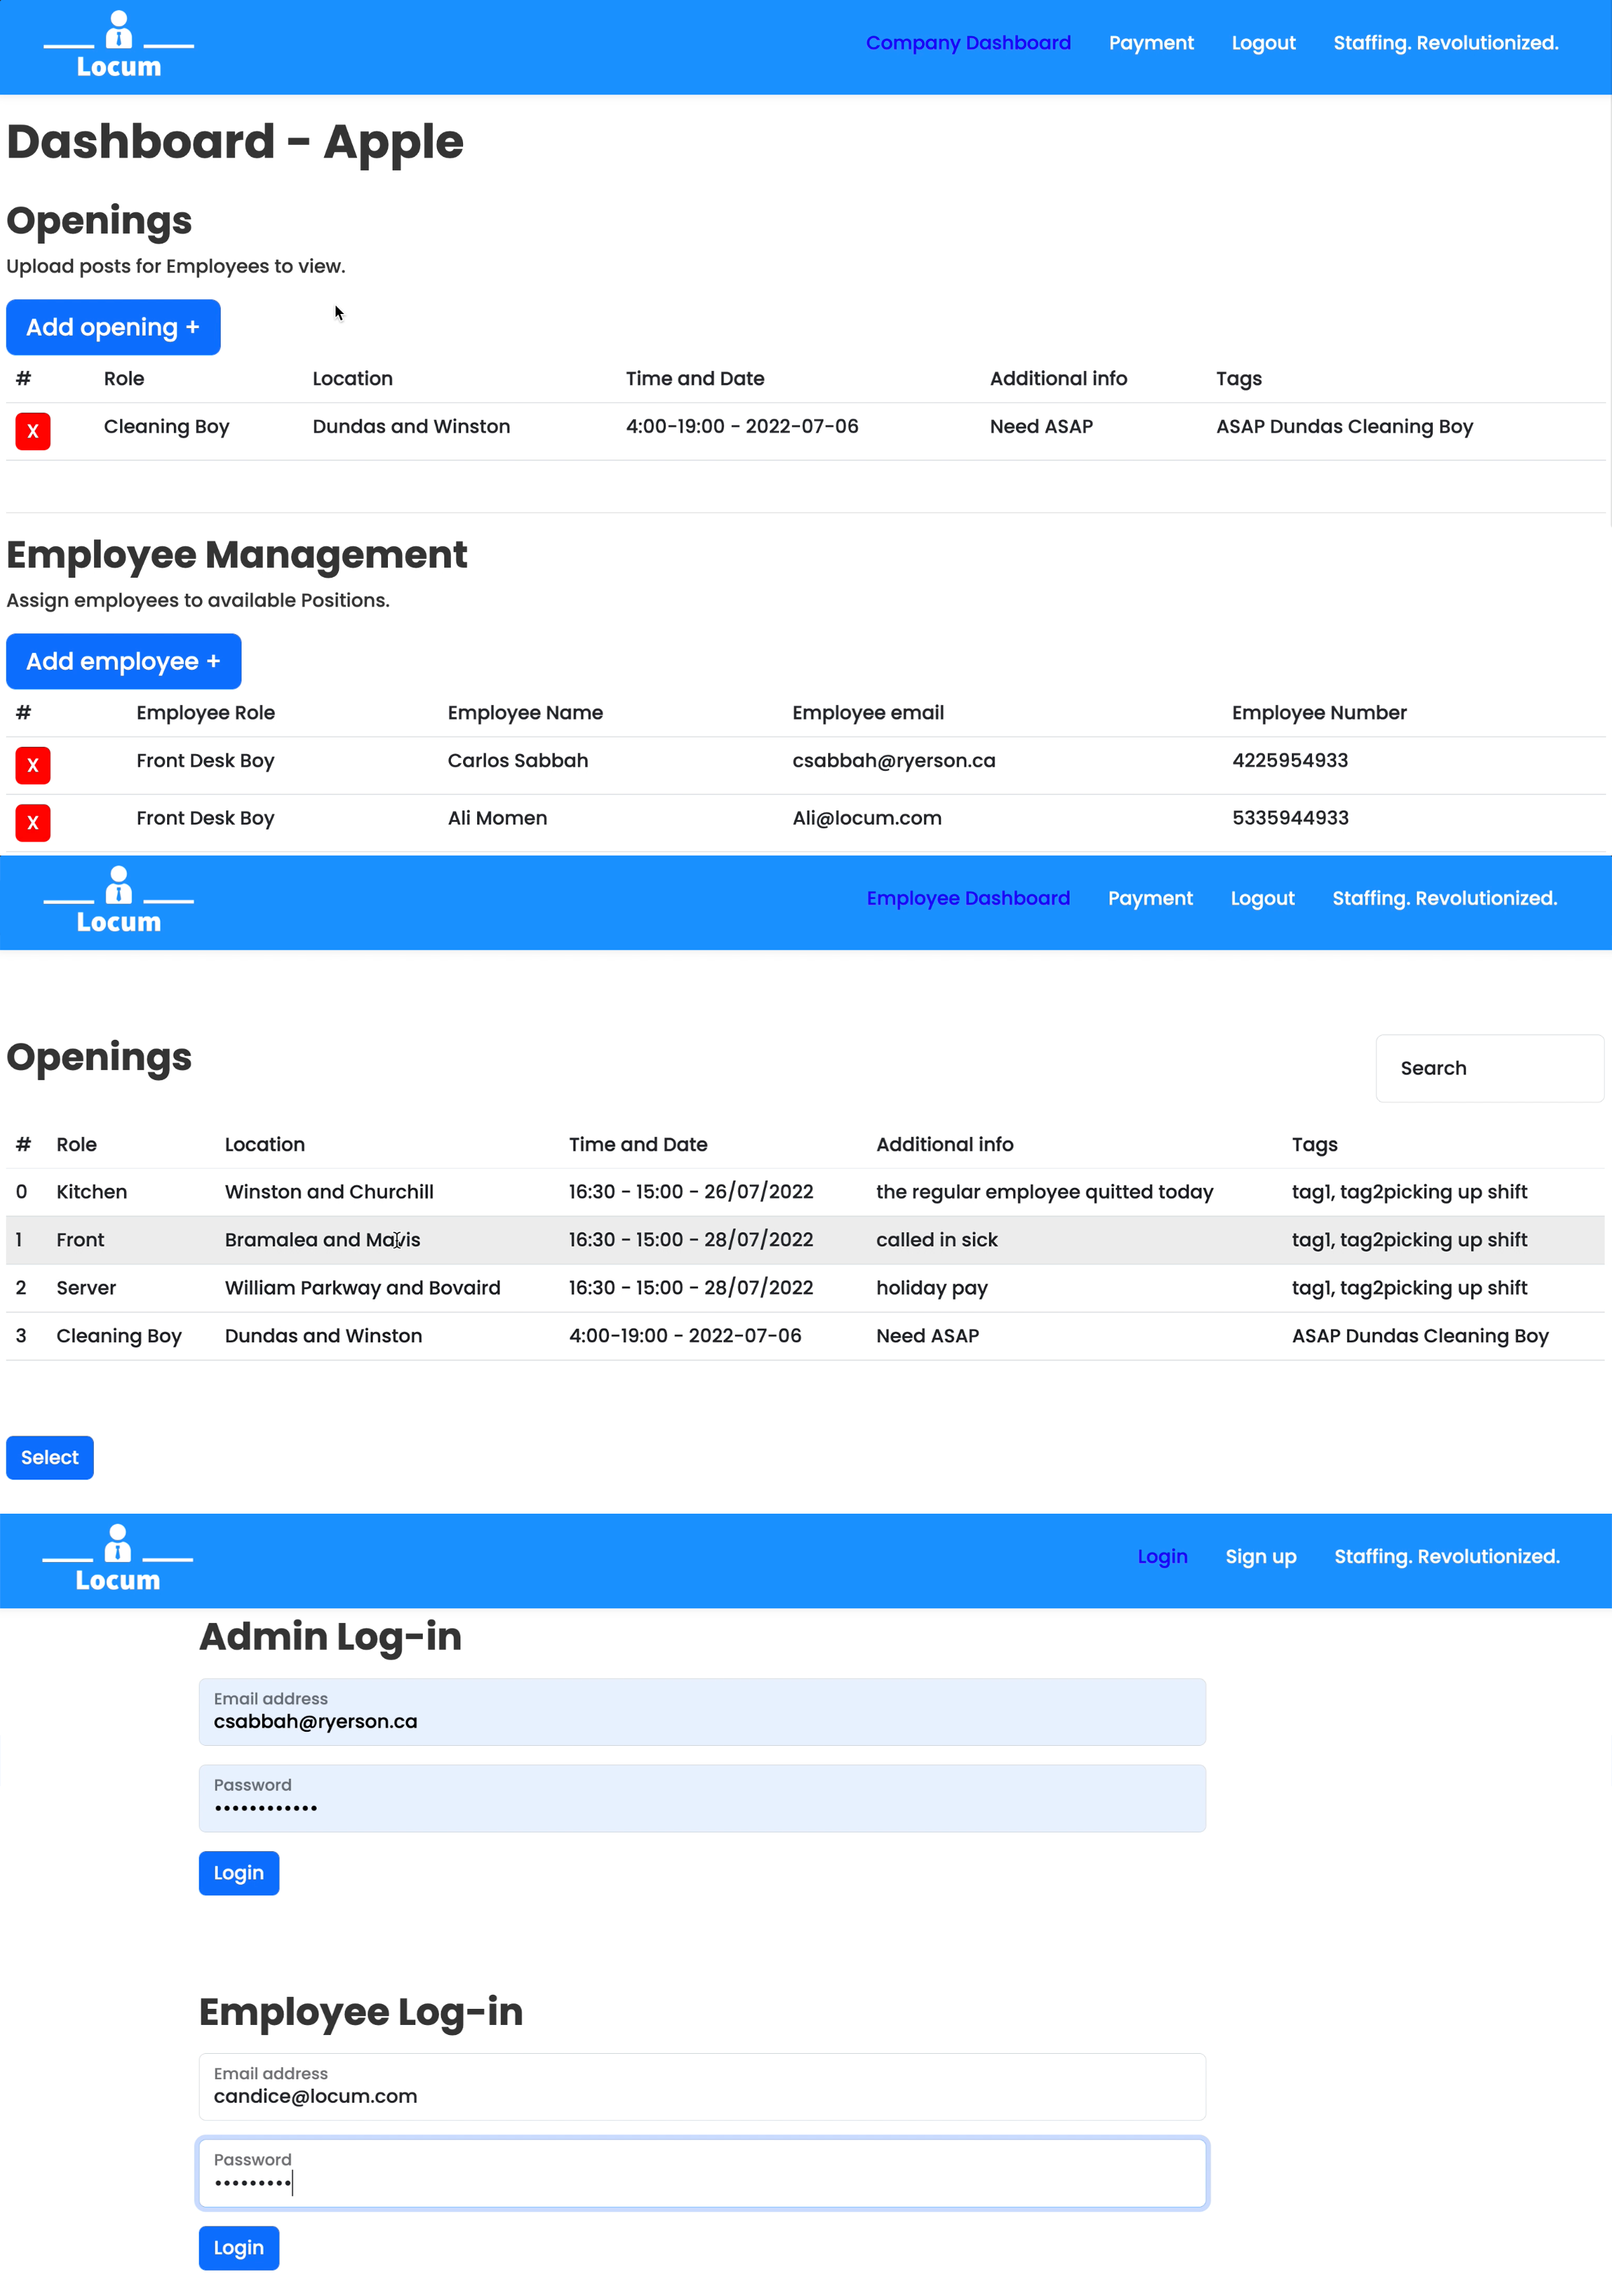 Locum
Company Dashboard Payment Logout Staffing. Revolutionized.
Dashboard - Apple
Openings
Upload posts for Employees to view.
Add opening +
# Role Location Time and Date Additional info Tags
X Cleaning Boy Dundas and Winston 4:00-19:00 - 2022-07-06 Need ASAP ASAP Dundas Cleaning Boy
Employee Management
Assign employees to available Positions.
Add employee +
# Employee Role Employee Name Employee email Employee Number
X Front Desk Boy Carlos Sabbah csabbah@ryerson.ca 4225954933
X Front Desk Boy Ali Momen Ali@locum.com 5335944933
Locum
Employee Dashboard Payment Logout Staffing. Revolutionized.
Openings
Search
# Role Location Time and Date Additional info Tags
0 Kitchen Winston and Churchill 16:30 - 15:00 - 26/07/2022 the regular employee quitted today tag1, tag2picking up shift
1 Front Bramalea and Mavis 16:30 - 15:00 - 28/07/2022 called in sick tag1, tag2picking up shift
2 Server William Parkway and Bovaird 16:30 - 15:00 - 28/07/2022 holiday pay tag1, tag2picking up shift
3 Cleaning Boy Dundas and Winston 4:00-19:00 - 2022-07-06 Need ASAP ASAP Dundas Cleaning Boy
Select
Locum
Login Sign up Staffing. Revolutionized.
Admin Log-in
Email address
csabbah@ryerson.ca
Password
••••••••••••
Login
Employee Log-in
Email address
candice@locum.com
Password
•••••••••
Login